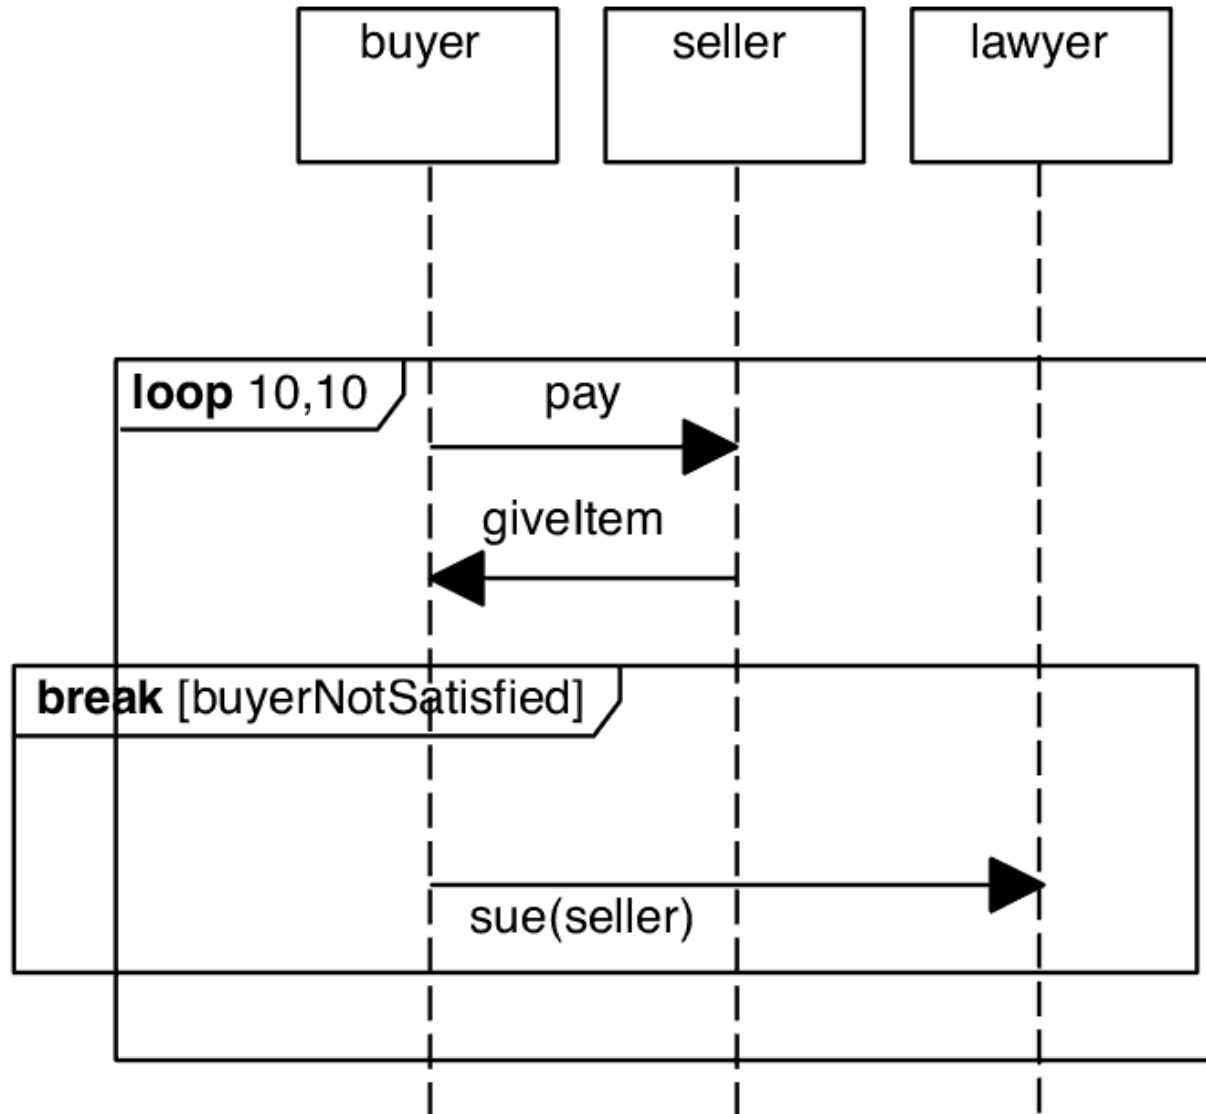 buyer
seller
lawyer
loop 10,10
pay
giveItem
break [buyerNotSatisfied]
sue(seller)